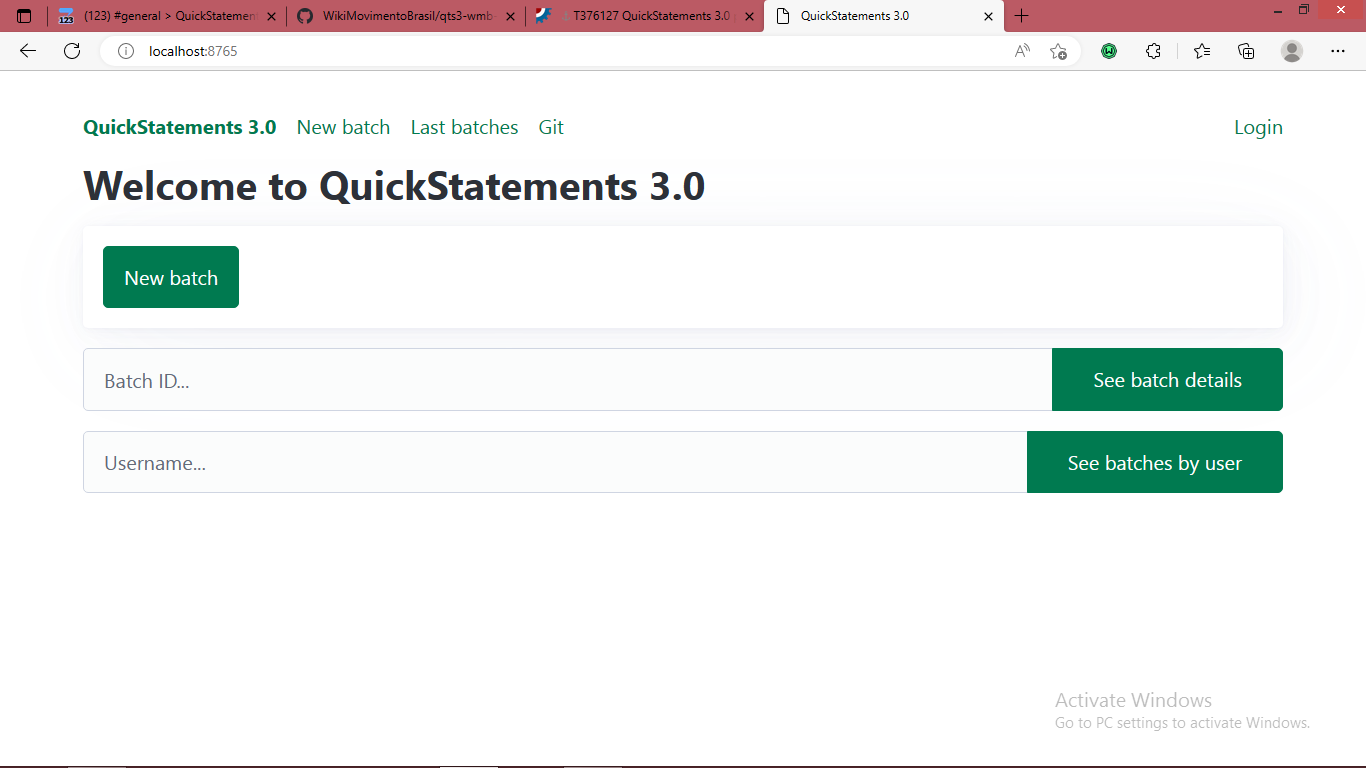 (123) #general > QuickStatement
WikiMovimentoBrasil/qts3-wmb-
T376127 QuickStatements 3.0
QuickStatements 3.0
localhost:8765
QuickStatements 3.0 New batch Last batches Git Login
Welcome to QuickStatements 3.0
New batch
Batch ID... See batch details
Username... See batches by user
Activate Windows
Go to PC settings to activate Windows.